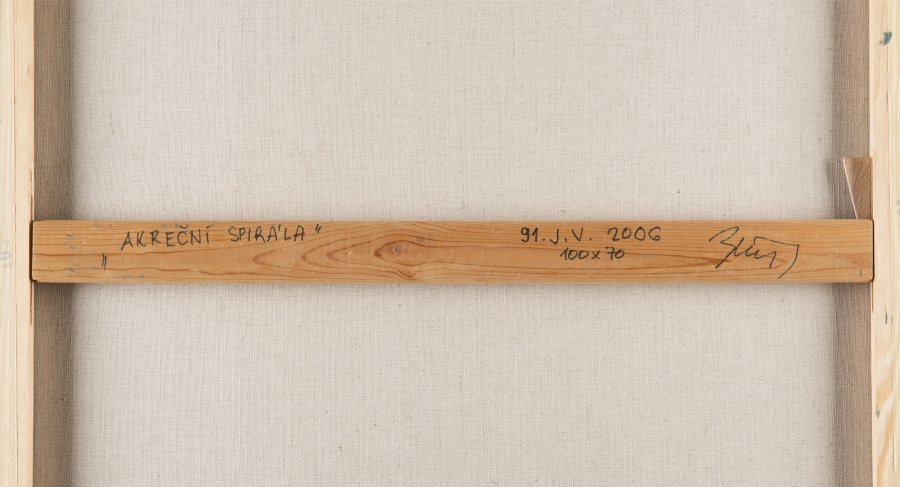 „AKREČNÍ SPIRÁLA“ 91. J. V. 2006
100x70